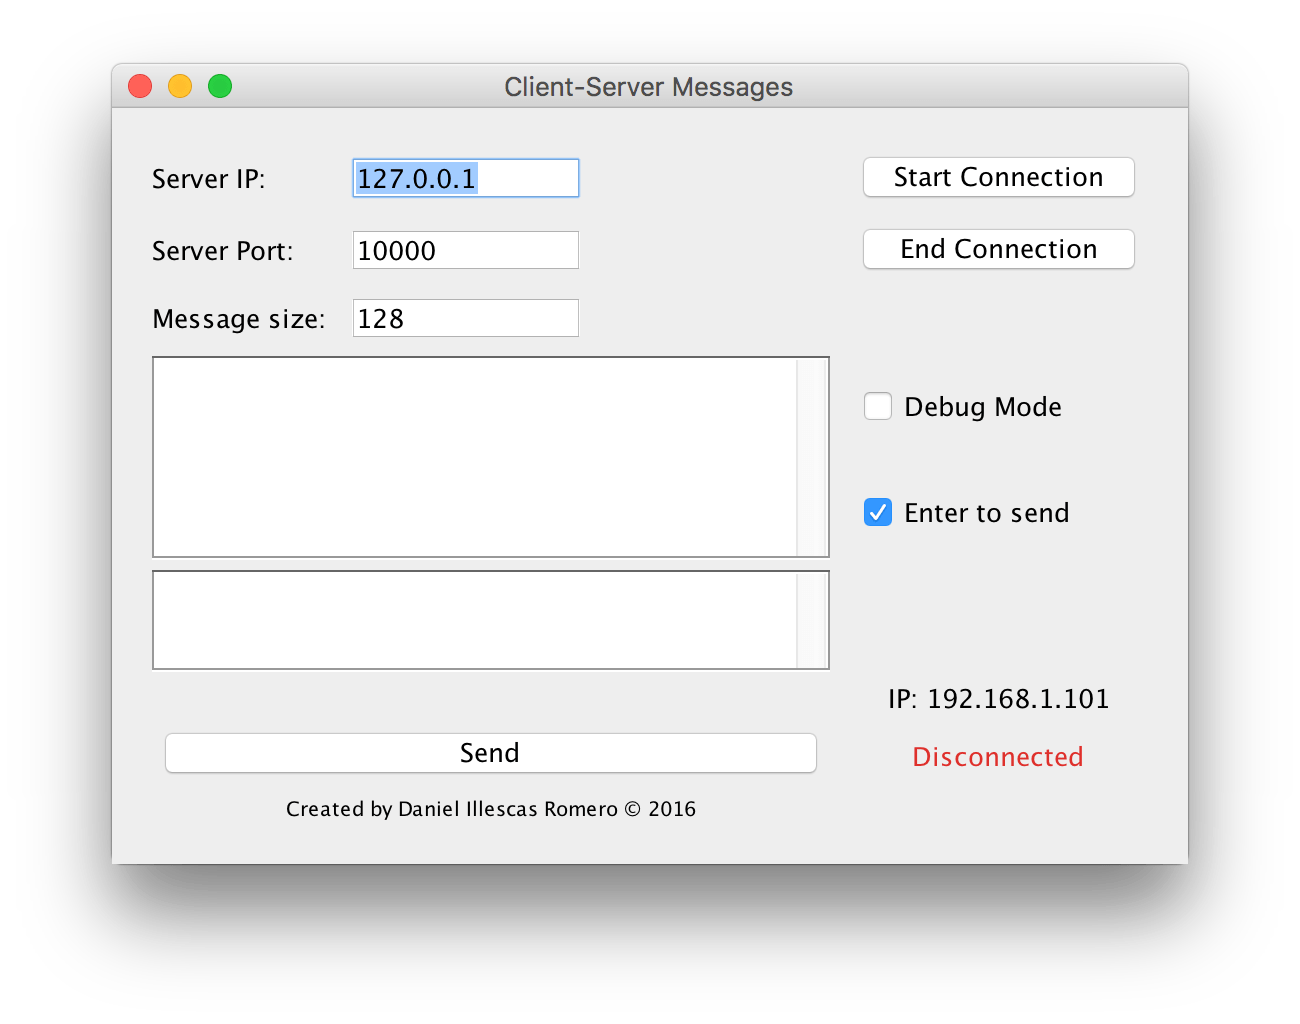 Client-Server Messages
Server IP: 127.0.0.1
Start Connection
Server Port: 10000
End Connection
Message size: 128
Debug Mode
Enter to send
IP: 192.168.1.101
Send
Disconnected
Created by Daniel Illescas Romero © 2016